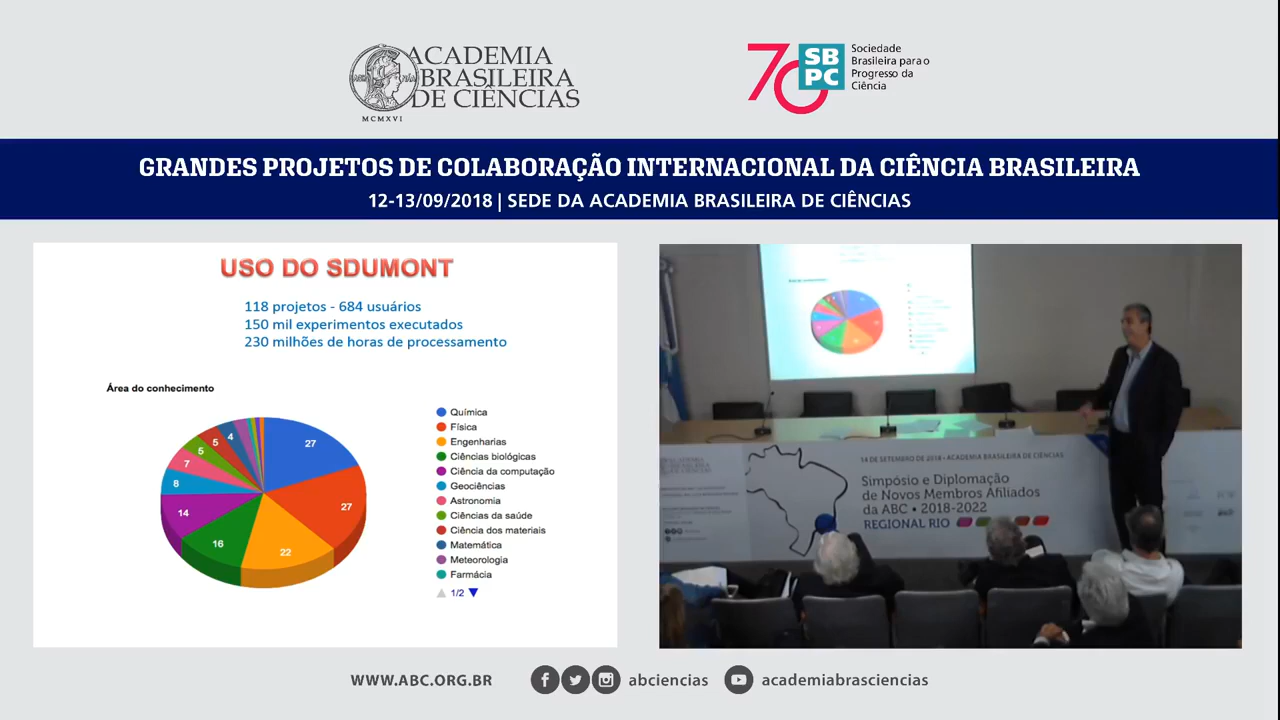 ACADEMIA
BRASILEIRA
DE CIÊNCIAS
MCMXVI
70
SB
PC
Sociedade
Brasileira para o
Progresso da
Ciência
GRANDES PROJETOS DE COLABORAÇÃO INTERNACIONAL DA CIÊNCIA BRASILEIRA
12-13/09/2018 | SEDE DA ACADEMIA BRASILEIRA DE CIÊNCIAS
USO DO SDUMONT
118 projetos - 684 usuários
150 mil experimentos executados
230 milhões de horas de processamento
Área do conhecimento
27
27
22
16
14
8
7
5
5
4
Química
Física
Engenharias
Ciências biológicas
Ciência da computação
Geociências
Astronomia
Ciências da saúde
Ciência dos materiais
Matemática
Meteorologia
Farmácia
1/2
14 DE SETEMBRO DE 2018 • ACADEMIA BRASILEIRA DE CIÊNCIAS
Simpósio e Diplomação
de Novos Membros Afiliados
da ABC • 2018-2022
REGIONAL RIO
WWW.ABC.ORG.BR
abciencias
academiabrasciencias